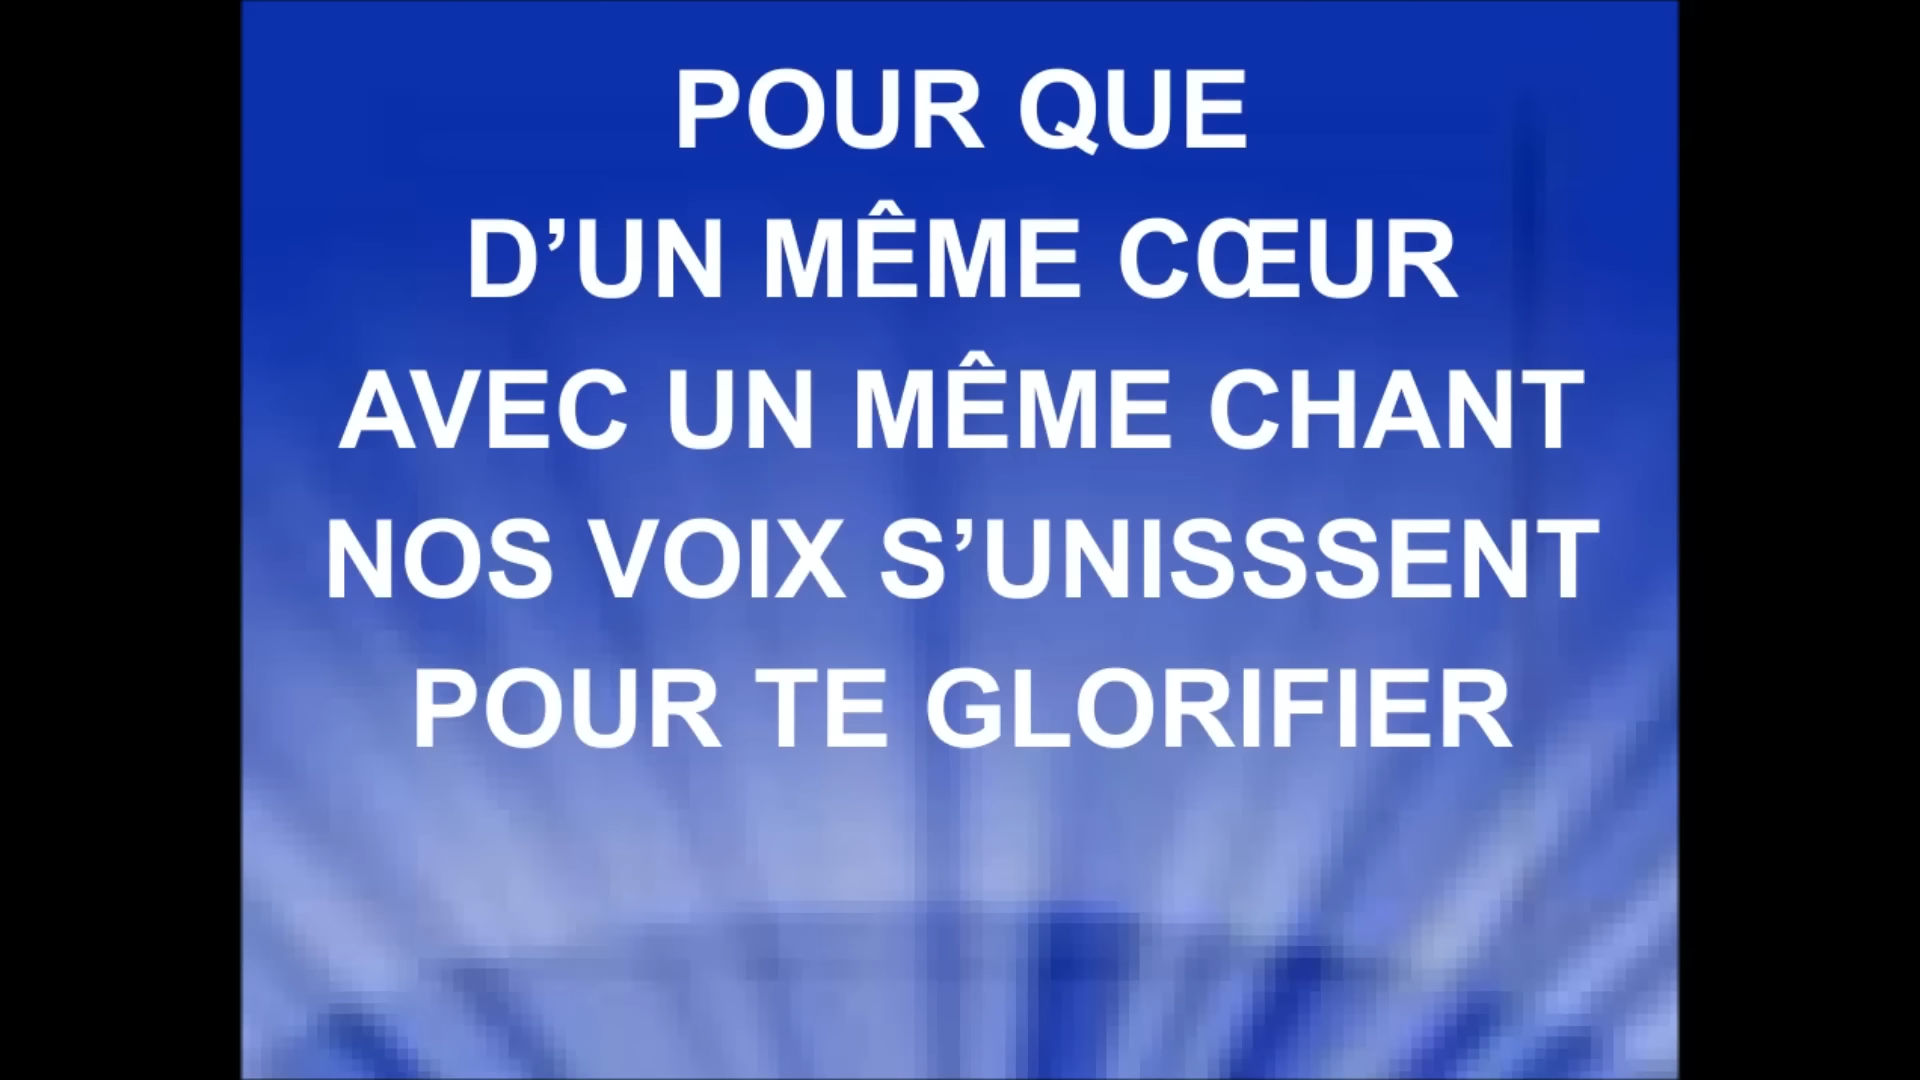 POUR QUE
D’UN MÊME CŒUR
AVEC UN MÊME CHANT
NOS VOIX S’UNISSSENT
POUR TE GLORIFIER